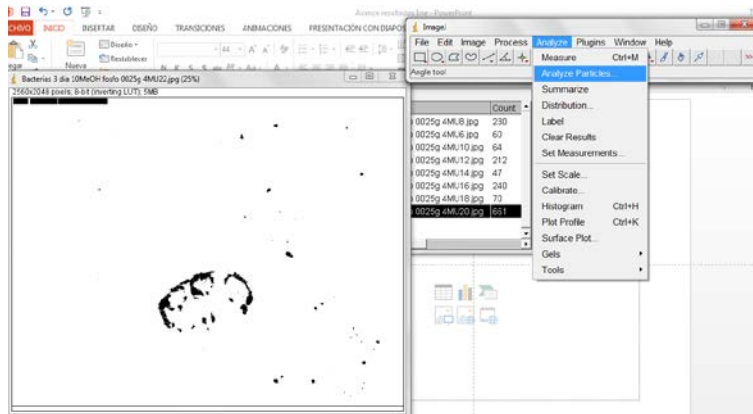 Avance resultados 1pp - PowerPoint
INICIO INSERTAR DISEÑO TRANSICIONES ANIMACIONES PRESENTACIÓN CON DIAPOS
Diseño
Restablecer
Nueva
N K S
44
Bacterias 3 dia 10MeOH fosfo 0025g 4MU22.jpg (25%)
2560x2048 pixels; 8-bit (inverting LUT); 5MB
ImageJ
File Edit Image Process Analyze Plugins Window Help
Angle tool
Measure Ctrl+M
Analyze Particles...
Summarize
Distribution...
Label
Clear Results
Set Measurements...
Set Scale...
Calibrate...
Histogram Ctrl+H
Plot Profile Ctrl+K
Surface Plot...
Gels
Tools
Count
0025g 4MU8.jpg 230
0025g 4MU6.jpg 60
0025g 4MU10.jpg 64
0025g 4MU12.jpg 212
0025g 4MU14.jpg 47
0025g 4MU16.jpg 240
0025g 4MU18.jpg 70
0025g 4MU20.jpg 661